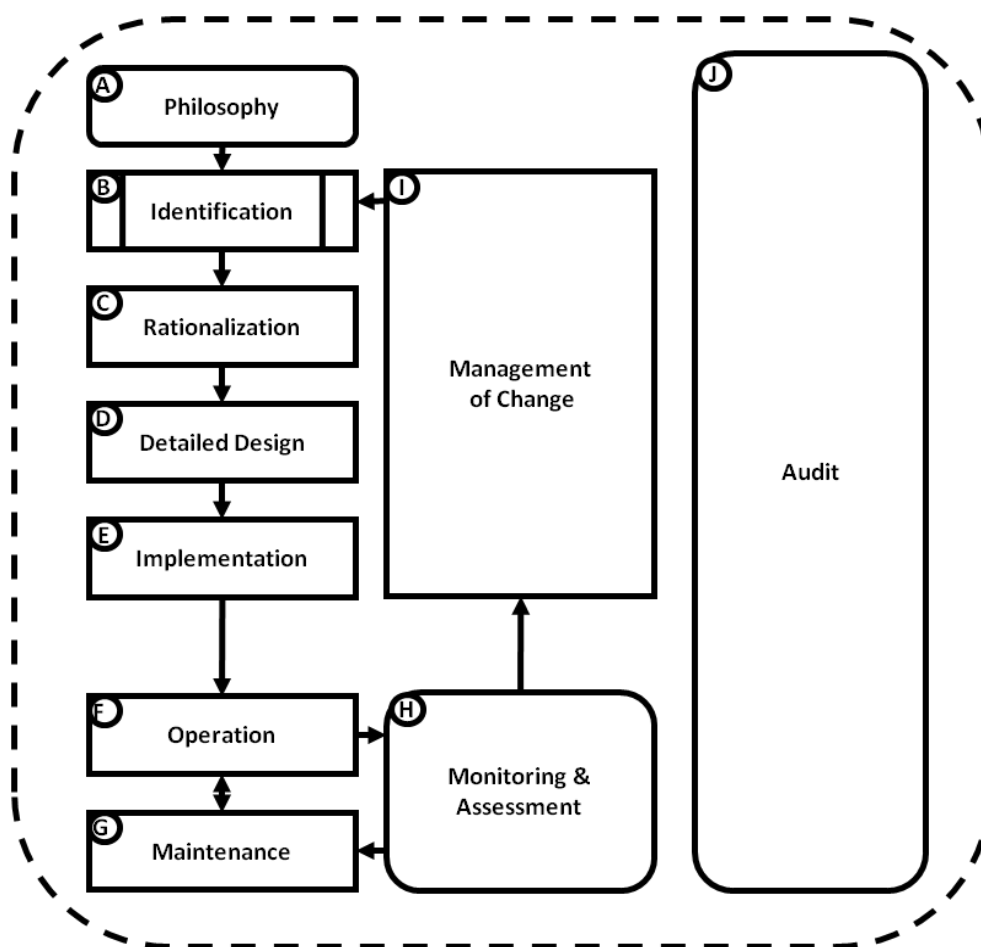 A
Philosophy
B
Identification
C
Rationalization
D
Detailed Design
E
Implementation
F
Operation
G
Maintenance
H
Monitoring &
Assessment
I
Management
of Change
J
Audit